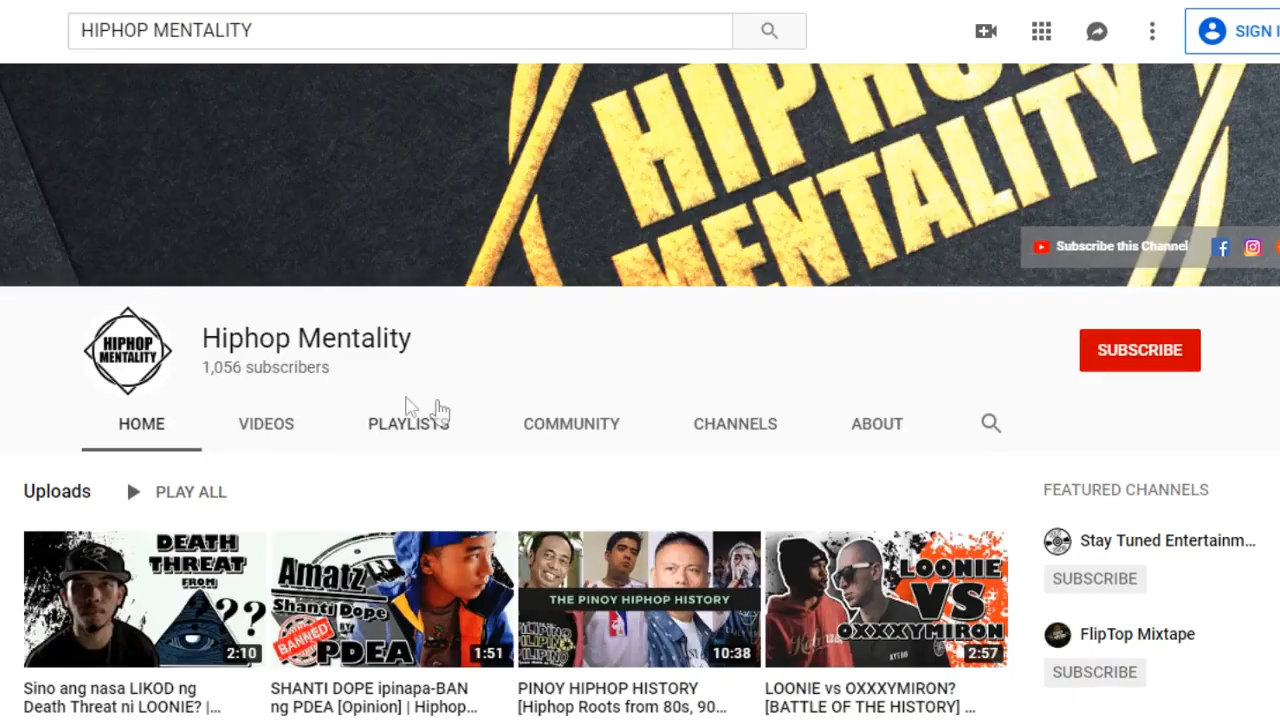 HIPHOP MENTALITY
SIGN I
HIPHOP
MENTALITY
Subscribe this Channel
HIPHOP
MENTALITY
Hiphop Mentality
1,056 subscribers
SUBSCRIBE
HOME VIDEOS PLAYLISTS COMMUNITY CHANNELS ABOUT
Uploads PLAY ALL
FEATURED CHANNELS
DEATH
THREAT
FROM
??
2:10
Amatz
Shanti Dope
BANNED
BY
PDEA
1:51
THE PINOY HIPHOP HISTORY
FILIPINO
FILIPINO
10:38
LOONIE
VS
OXXXYMIRON
2:57
Sino ang nasa LIKOD ng
Death Threat ni LOONIE? |...
SHANTI DOPE ipinapa-BAN
ng PDEA [Opinion] | Hiphop...
PINOY HIPHOP HISTORY
[Hiphop Roots from 80s, 90...
LOONIE vs OXXXYMIRON?
[BATTLE OF THE HISTORY] ...
Stay Tuned Entertainm...
SUBSCRIBE
FlipTop Mixtape
SUBSCRIBE